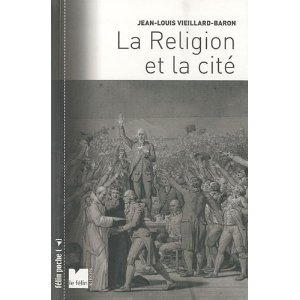 JEAN-LOUIS VIEILLARD-BARON
La Religion
et la cité
félin poche
le félin